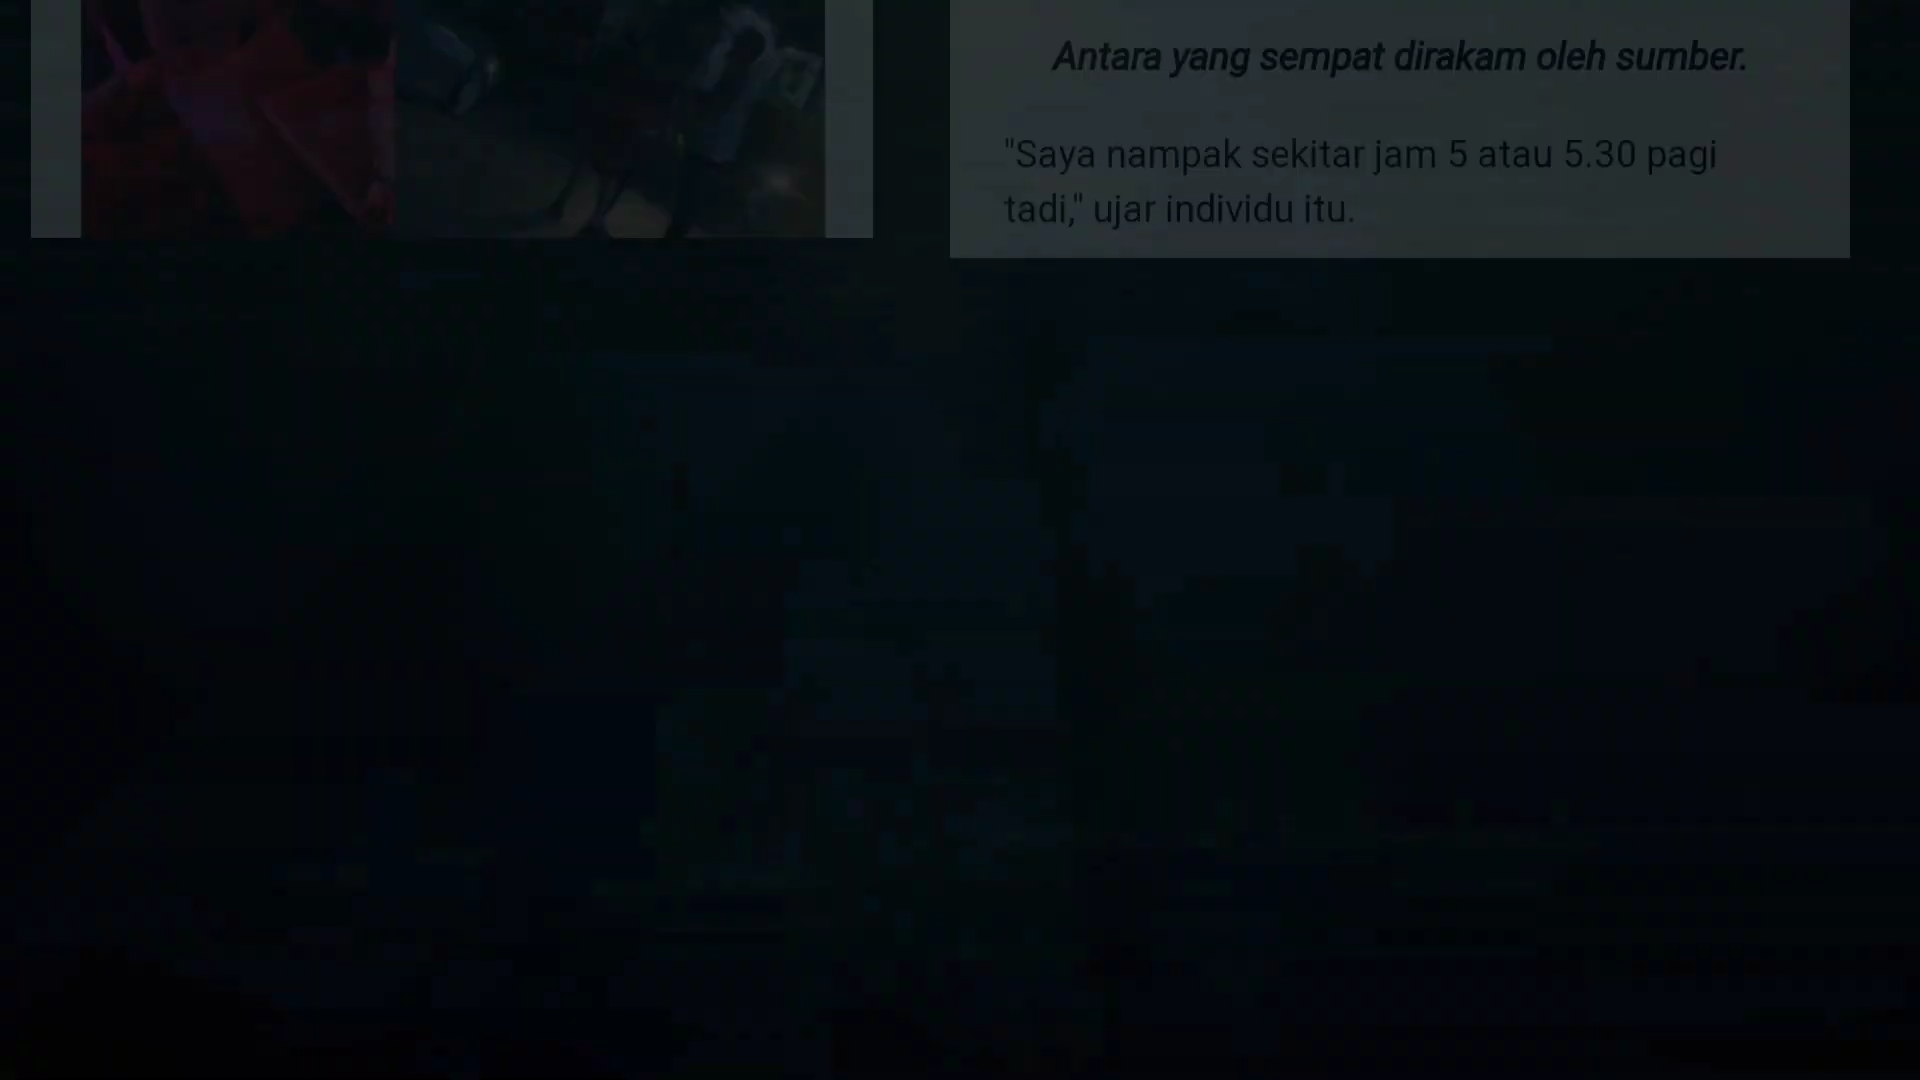 Antara yang sempat dirakam oleh sumber.
"Saya nampak sekitar jam 5 atau 5.30 pagi
tadi," ujar individu itu.